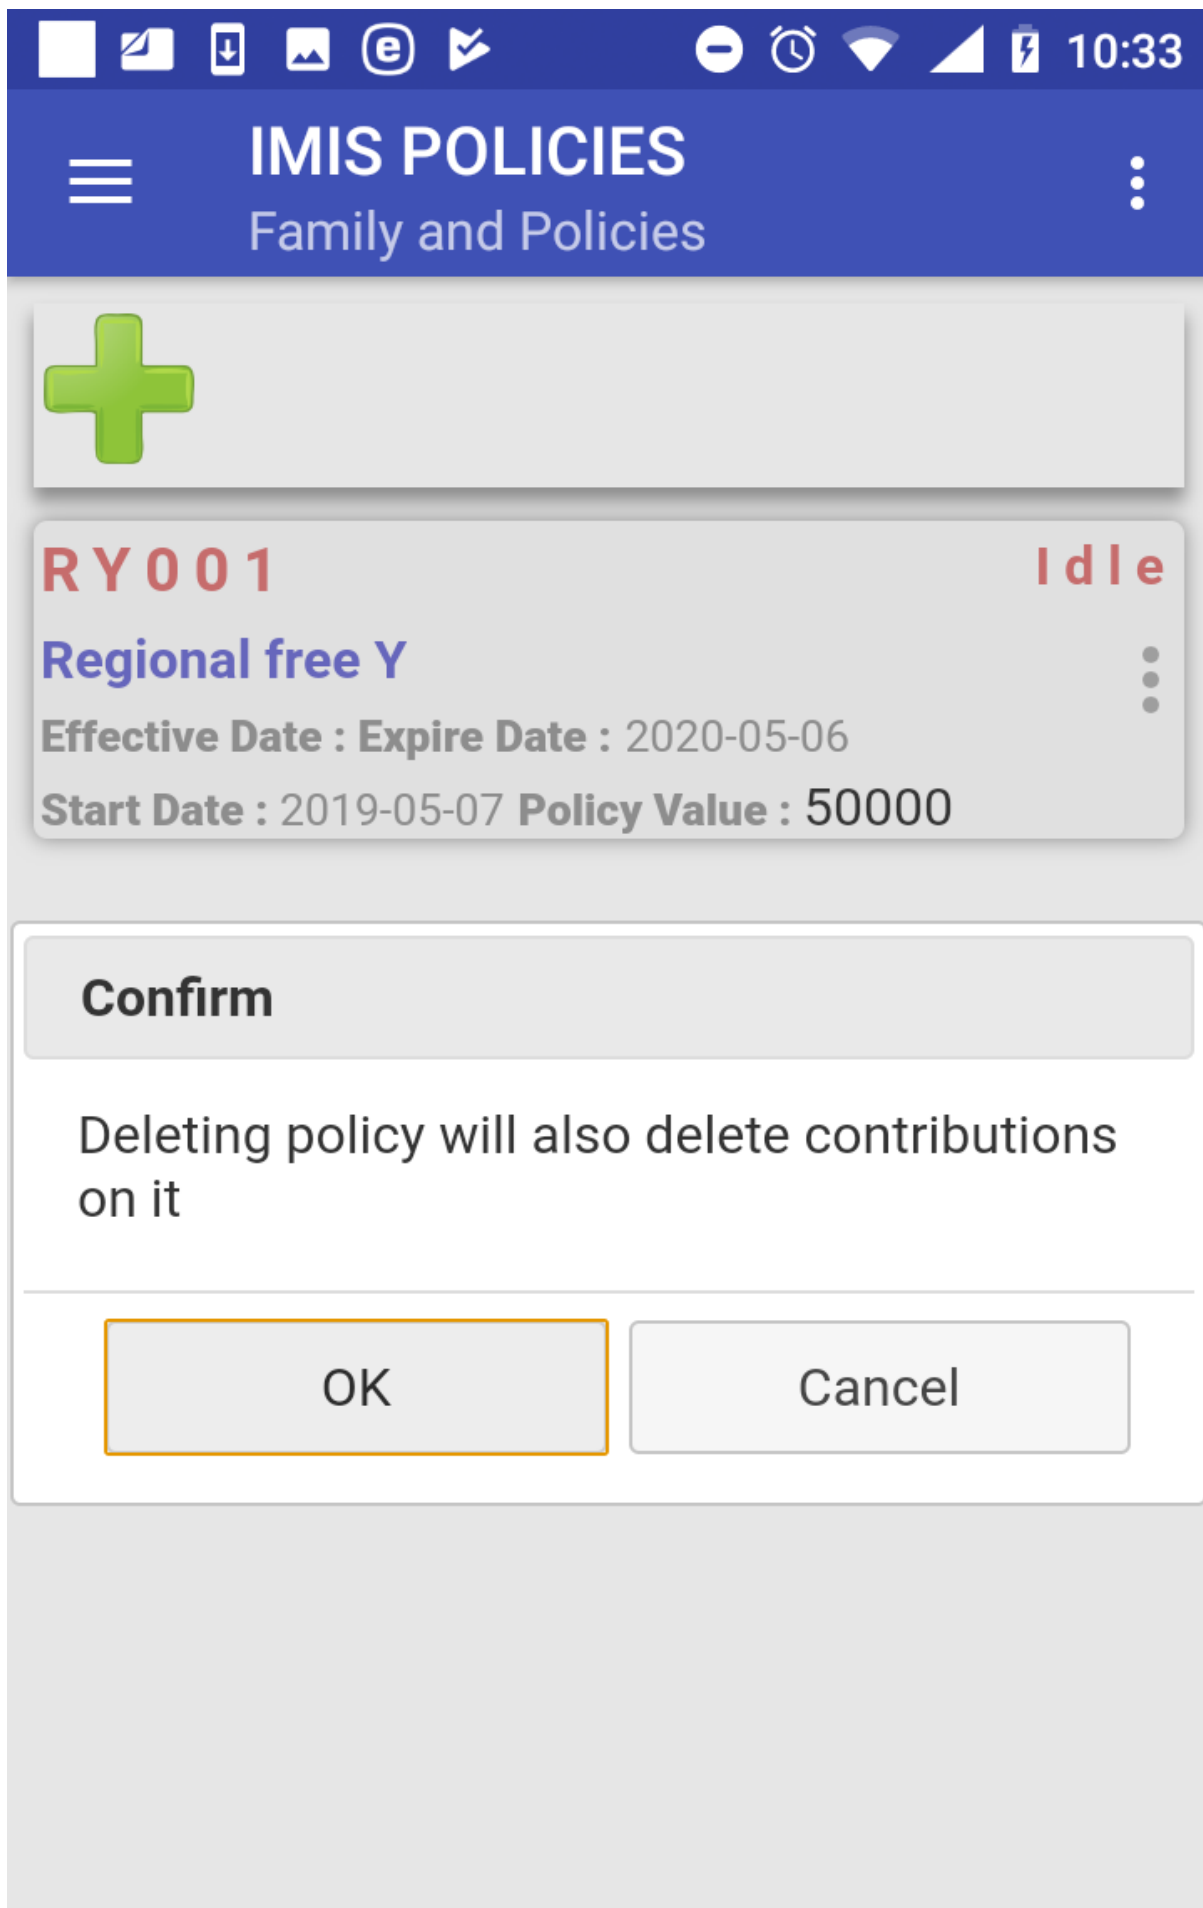 10:33
IMIS POLICIES
Family and Policies
RY001 Idle
Regional free Y
Effective Date : Expire Date : 2020-05-06
Start Date : 2019-05-07 Policy Value : 50000
Confirm
Deleting policy will also delete contributions
on it
OK Cancel